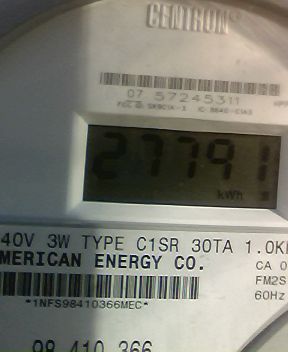 CENTRON®
07 57245311
27791
kWh
40V 3W TYPE C1SR 30TA 1.0K
MERICAN ENERGY CO.
CA 0
FM2S
60Hz
*1NFS98410366MEC*
98 410 366